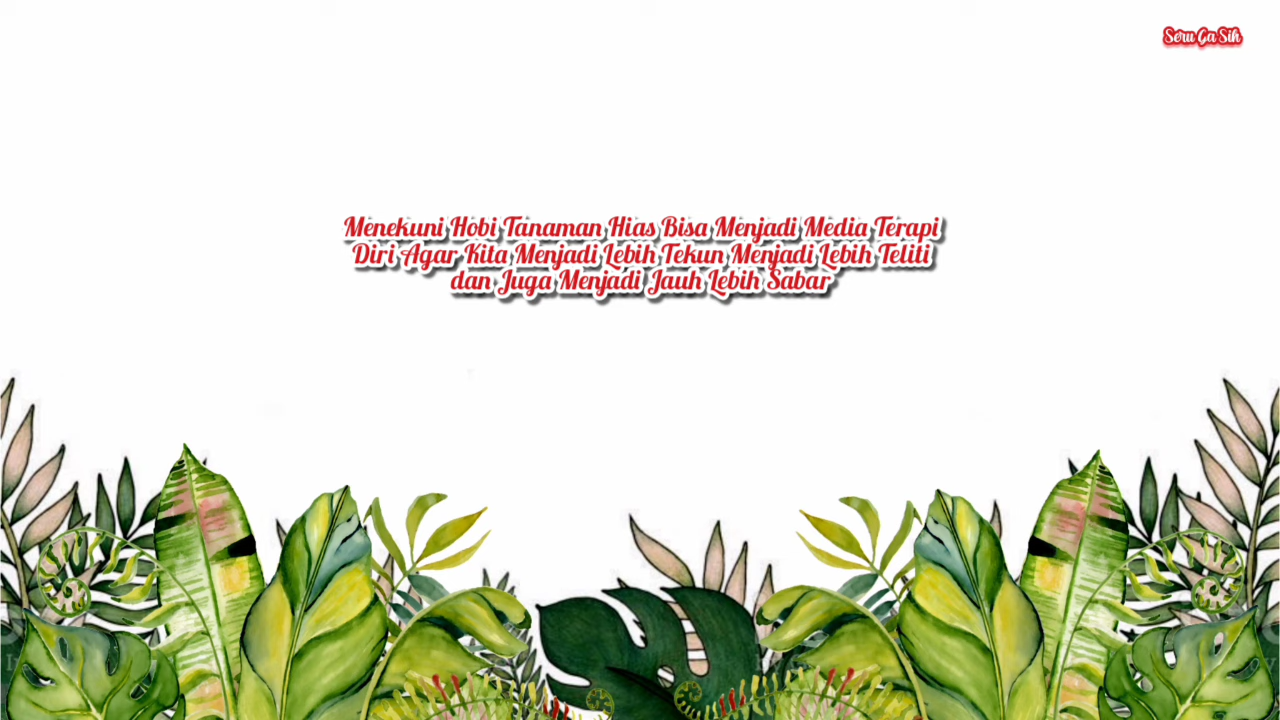 Seru Ga Sih
Menekuni Hobi Tanaman Hias Bisa Menjadi Media Terapi
Diri Agar Kita Menjadi Lebih Tekun Menjadi Lebih Teliti
dan Juga Menjadi Jauh Lebih Sabar